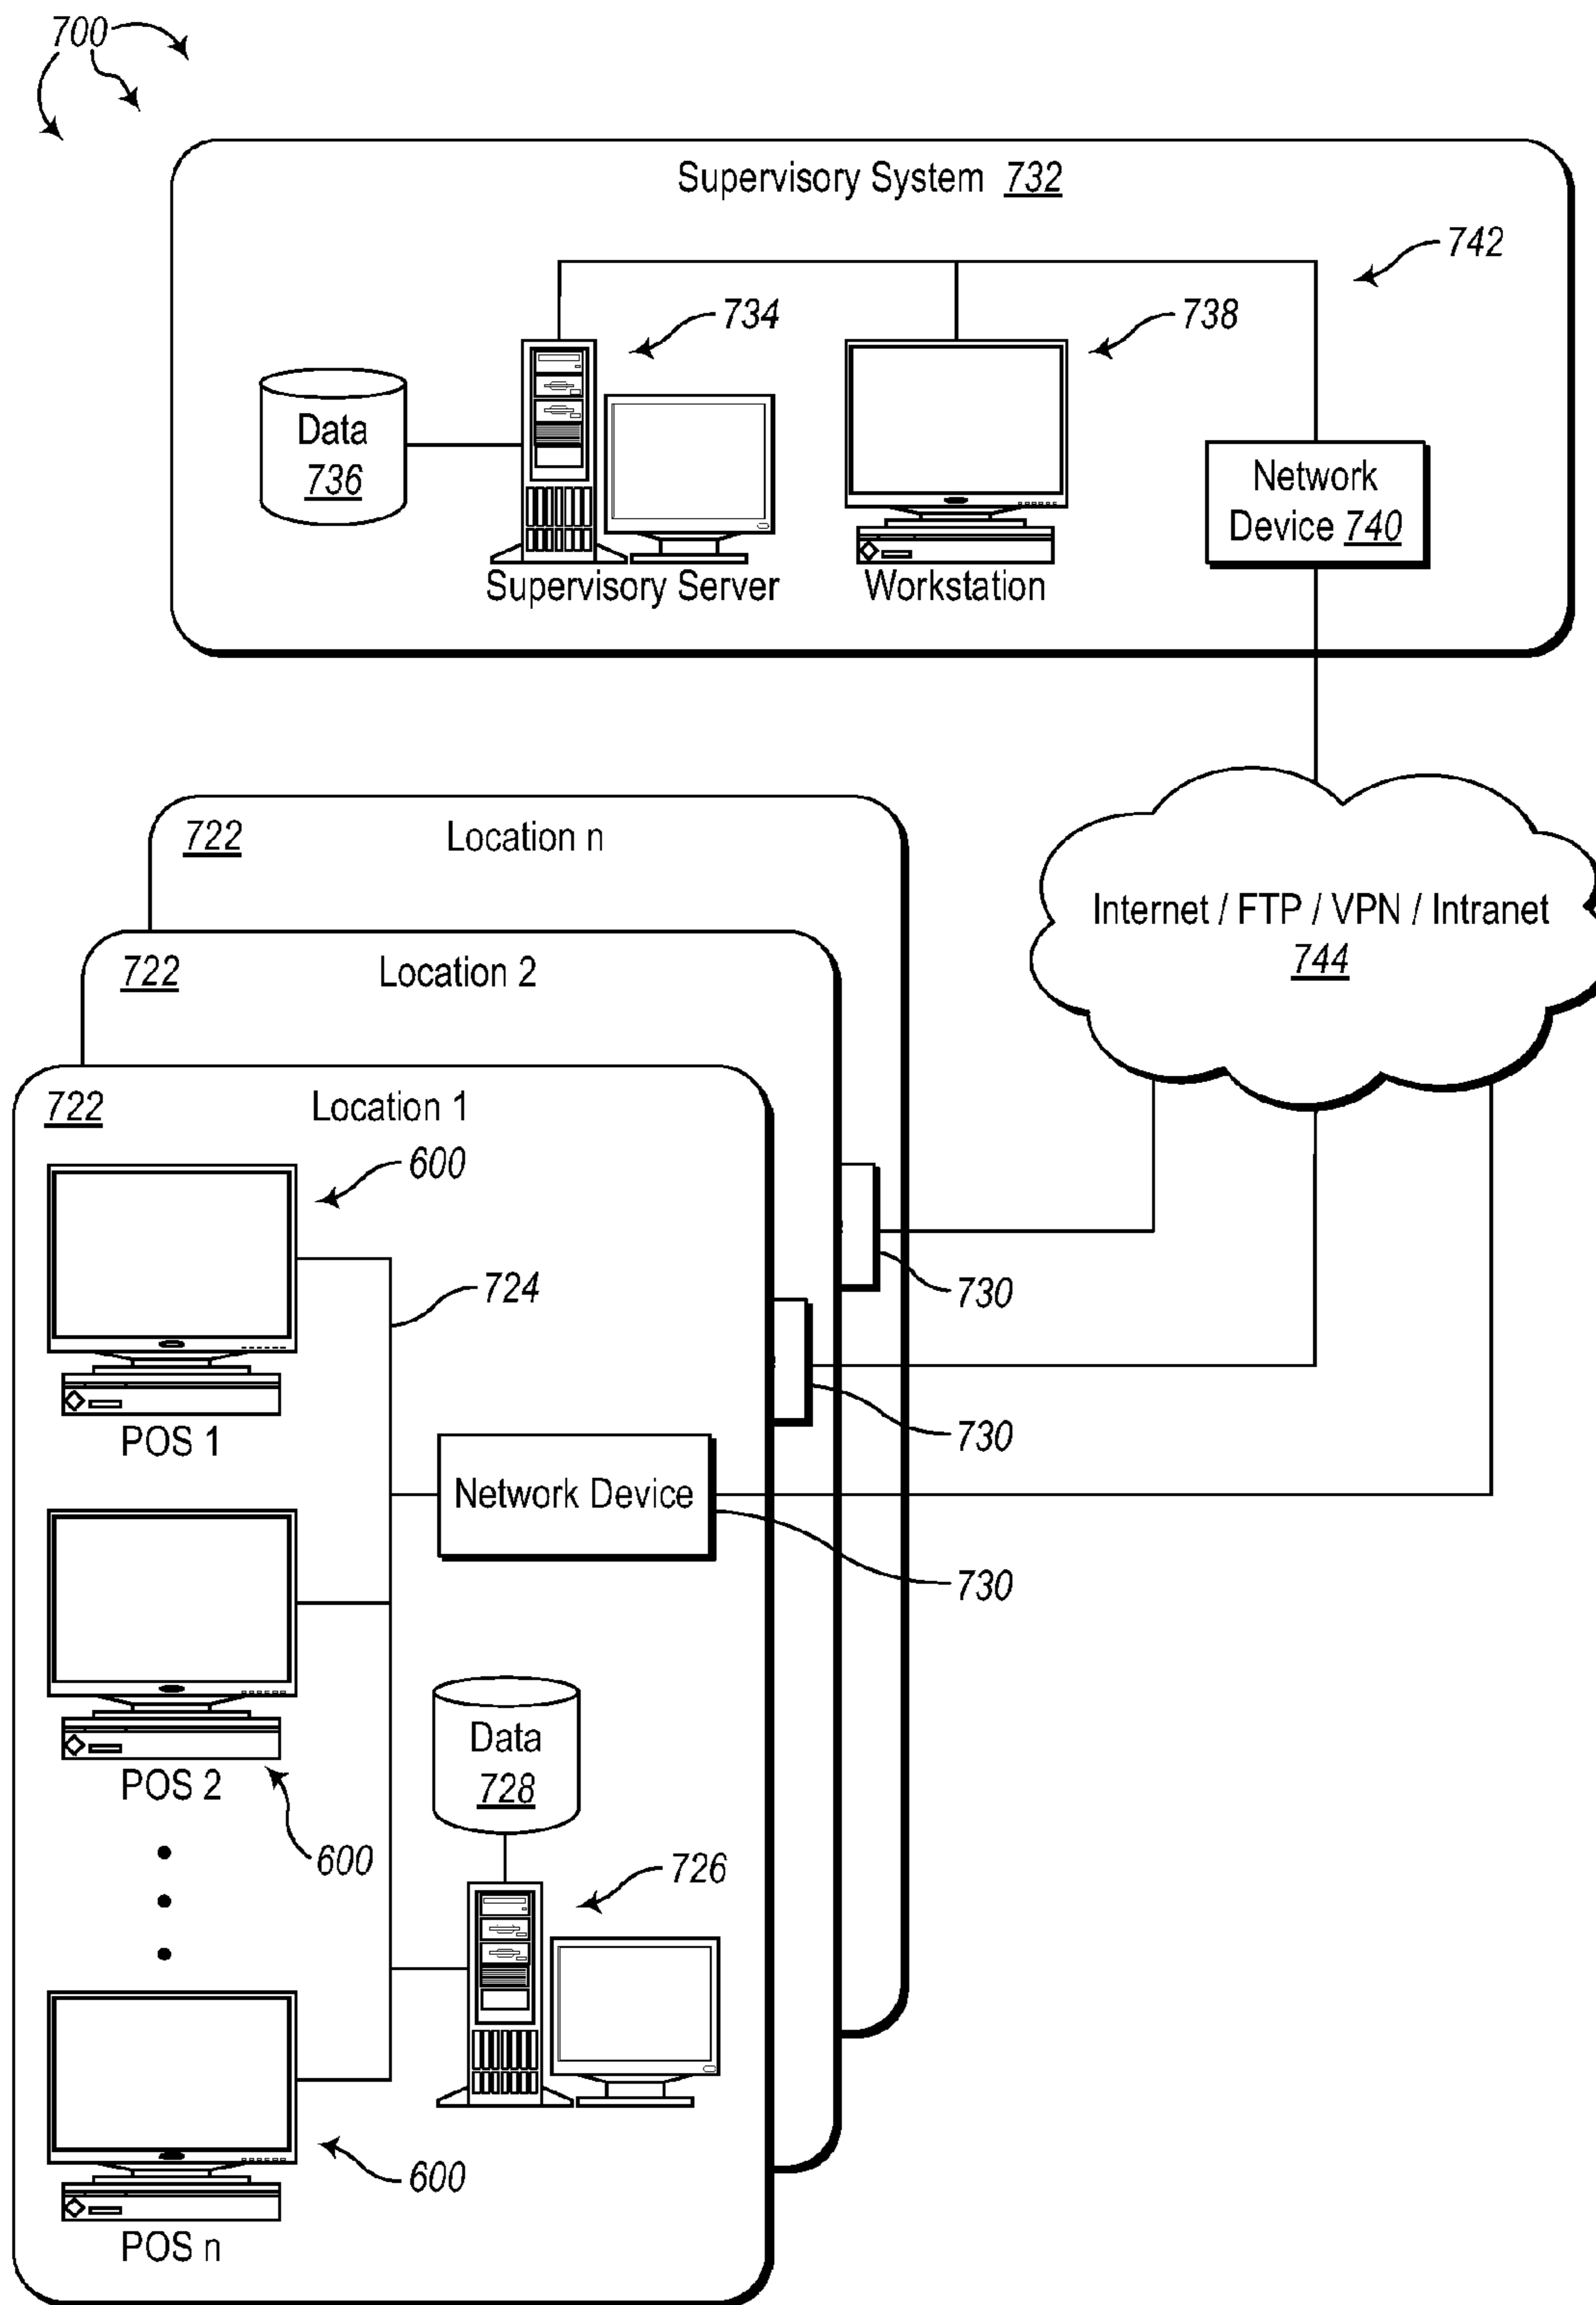 700
Supervisory System 732
742
734
738
Data
736
Network
Device 740
Supervisory Server
Workstation
722 Location n
Internet / FTP / VPN / Intranet
744
722 Location 2
722 Location 1
600
724
730
POS 1
730
Network Device
730
Data
728
POS 2
600
726
600
POS n